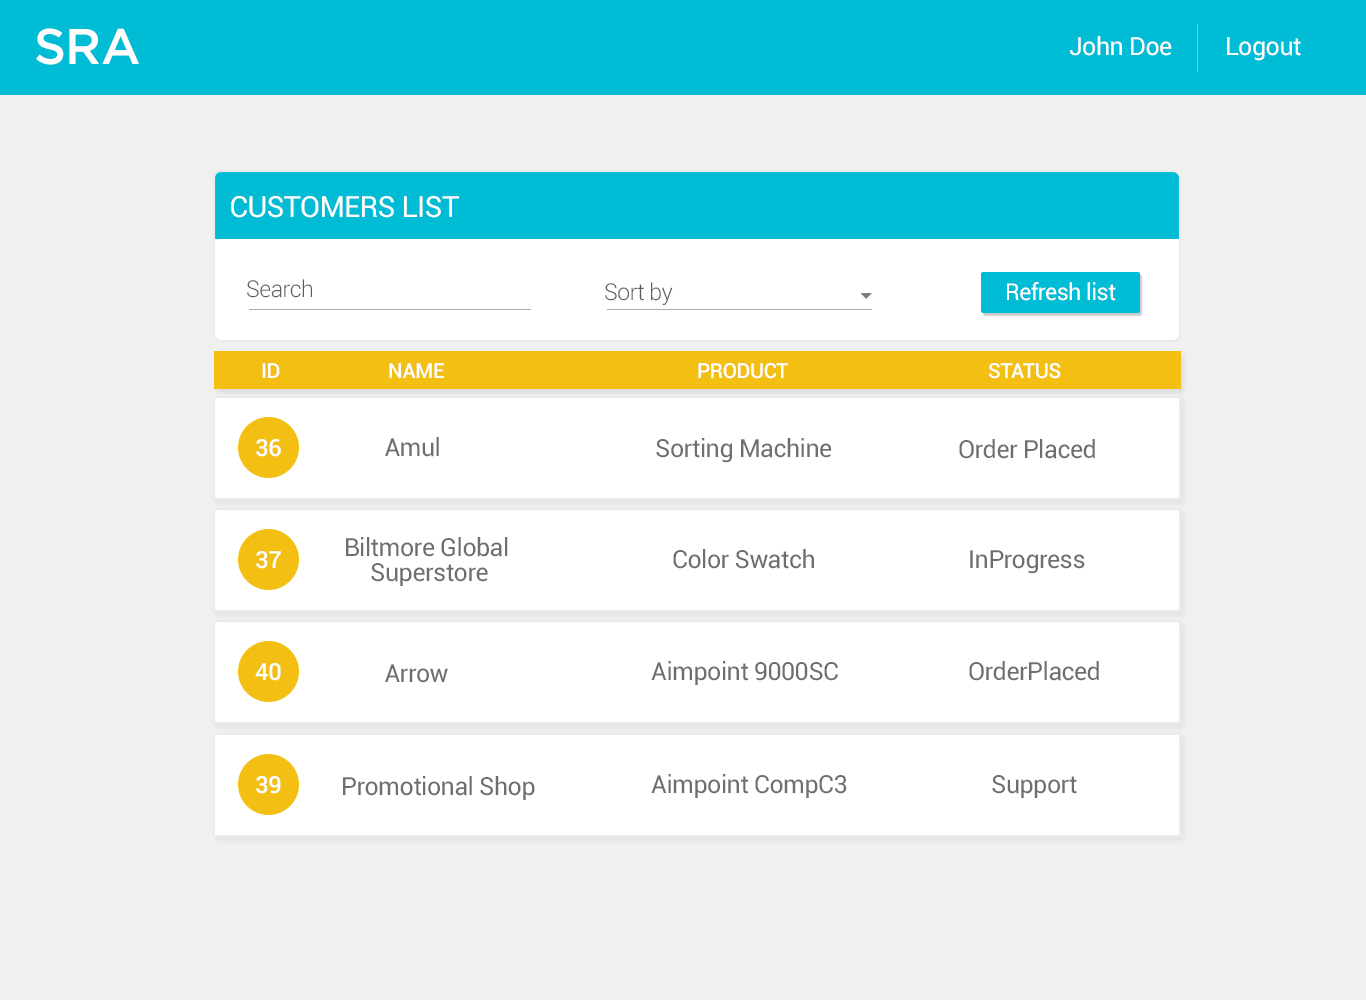 SRA
John Doe
Logout
CUSTOMERS LIST
Search
Sort by
Refresh list
ID NAME PRODUCT STATUS
36 Amul Sorting Machine Order Placed
37 Biltmore Global
Superstore
Color Swatch InProgress
40 Arrow Aimpoint 9000SC OrderPlaced
39 Promotional Shop Aimpoint CompC3 Support